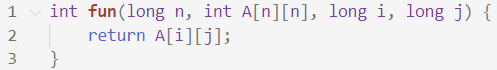 1 int fun(long n, int A[n][n], long i, long j) {
2     return A[i][j];
3 }